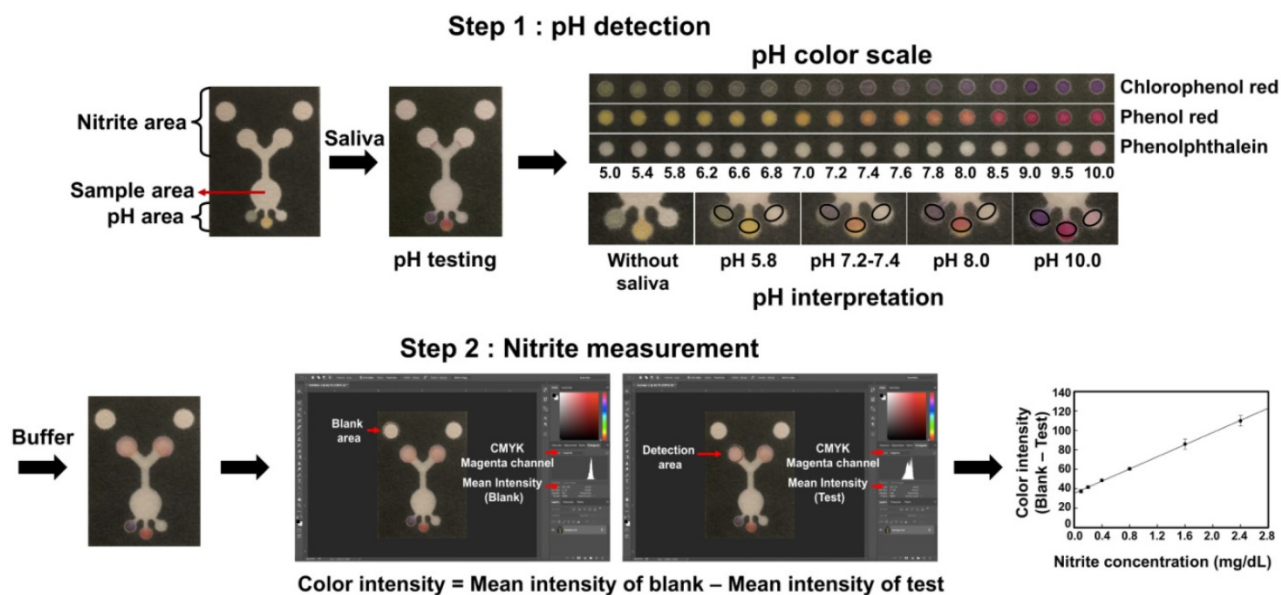 Step 1 : pH detection
pH color scale
Nitrite area
Sample area
pH area
Saliva
pH testing
Chlorophenol red
Phenol red
Phenolphthalein
5.0 5.4 5.8 6.2 6.6 6.8 7.0 7.2 7.4 7.6 7.8 8.0 8.5 9.0 9.5 10.0
Without
saliva
pH 5.8
pH 7.2-7.4
pH 8.0
pH 10.0
pH interpretation
Step 2 : Nitrite measurement
Buffer
Blank
area
CMYK
Magenta channel
Mean Intensity
(Blank)
Detection
area
CMYK
Magenta channel
Mean Intensity
(Test)
Color intensity
(Blank – Test)
140
120
100
80
60
40
20
0
0.0 0.4 0.8 1.2 1.6 2.0 2.4 2.8
Nitrite concentration (mg/dL)
Color intensity = Mean intensity of blank – Mean intensity of test